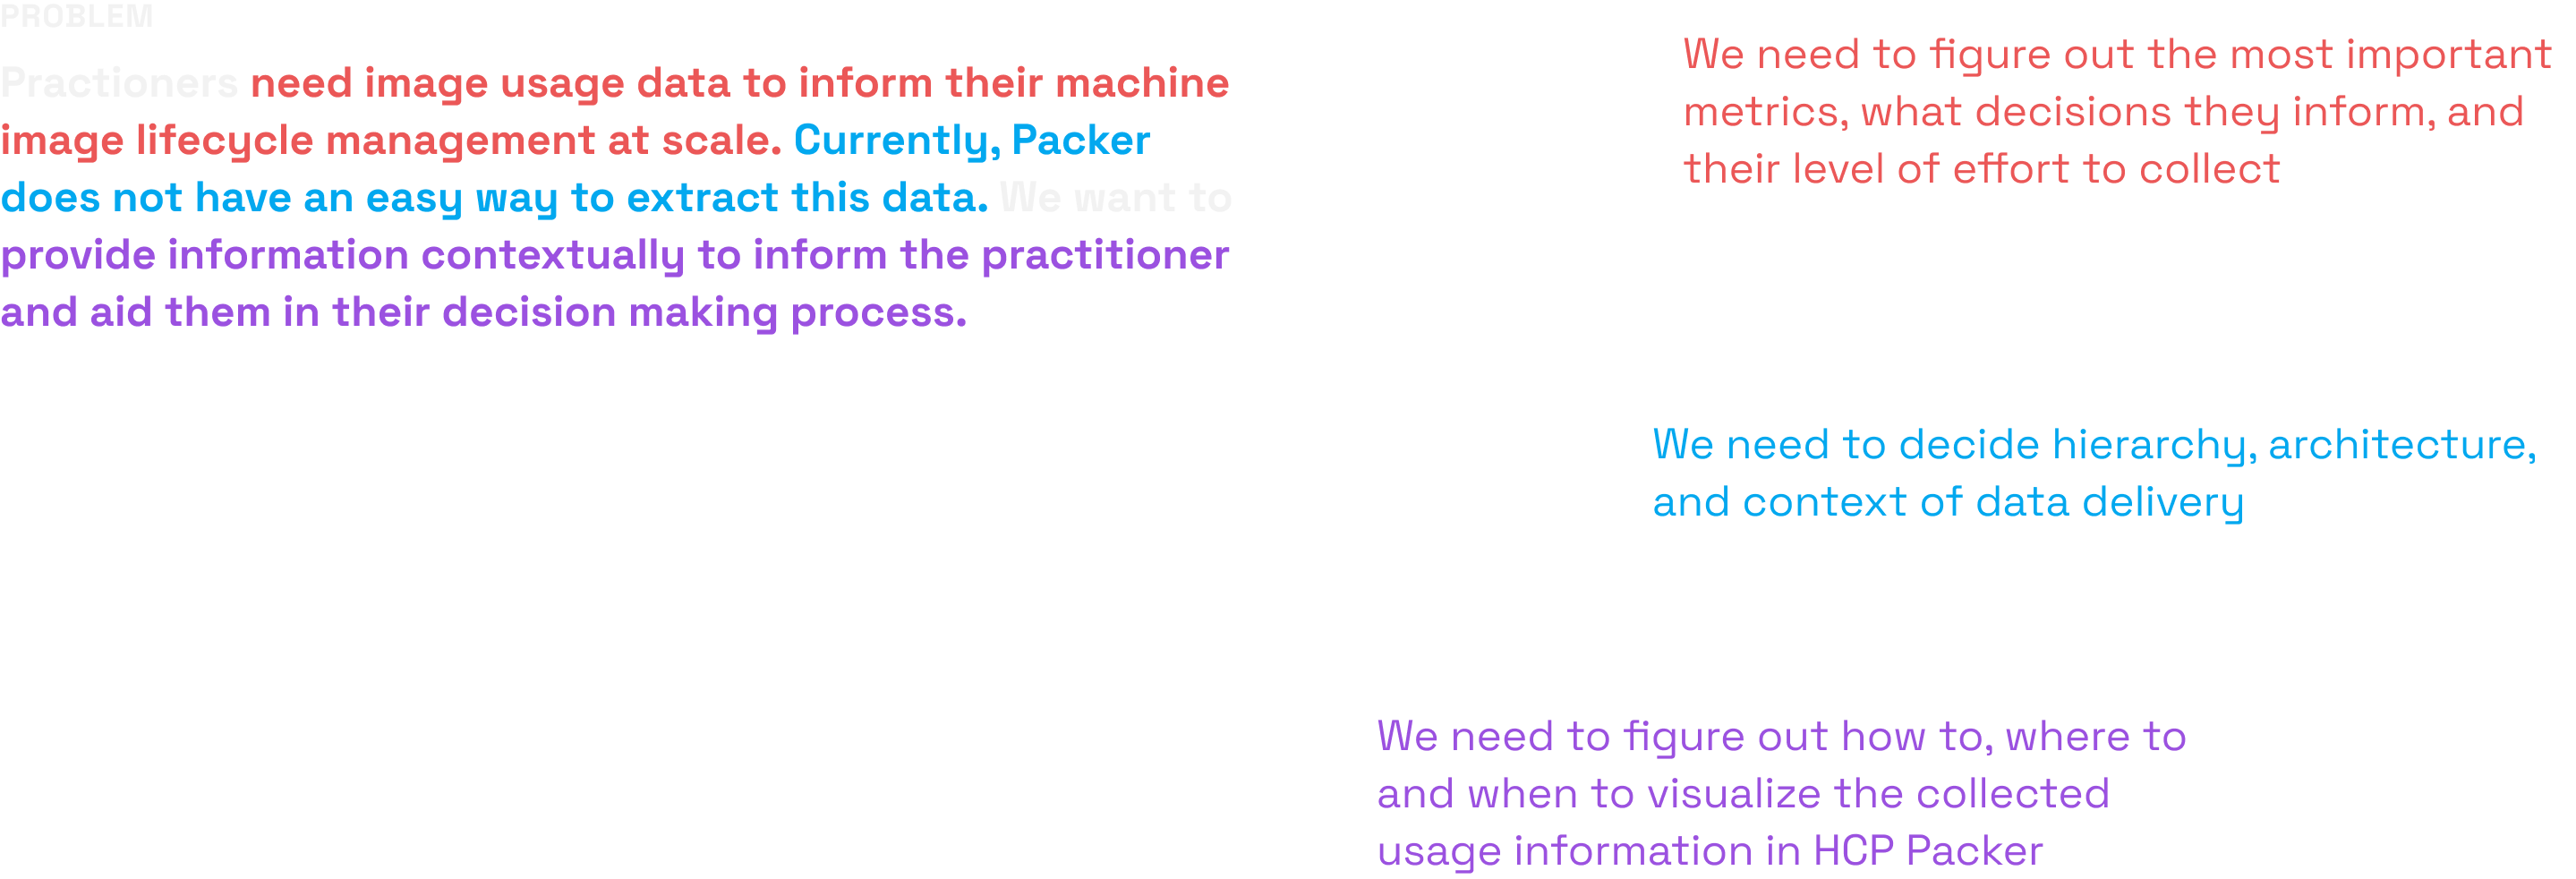 PROBLEM
Practioners need image usage data to inform their machine
image lifecycle management at scale. Currently, Packer
does not have an easy way to extract this data. We want to
provide information contextually to inform the practitioner
and aid them in their decision making process.
We need to figure out the most important
metrics, what decisions they inform, and
their level of effort to collect
We need to decide hierarchy, architecture,
and context of data delivery
We need to figure out how to, where to
and when to visualize the collected
usage information in HCP Packer